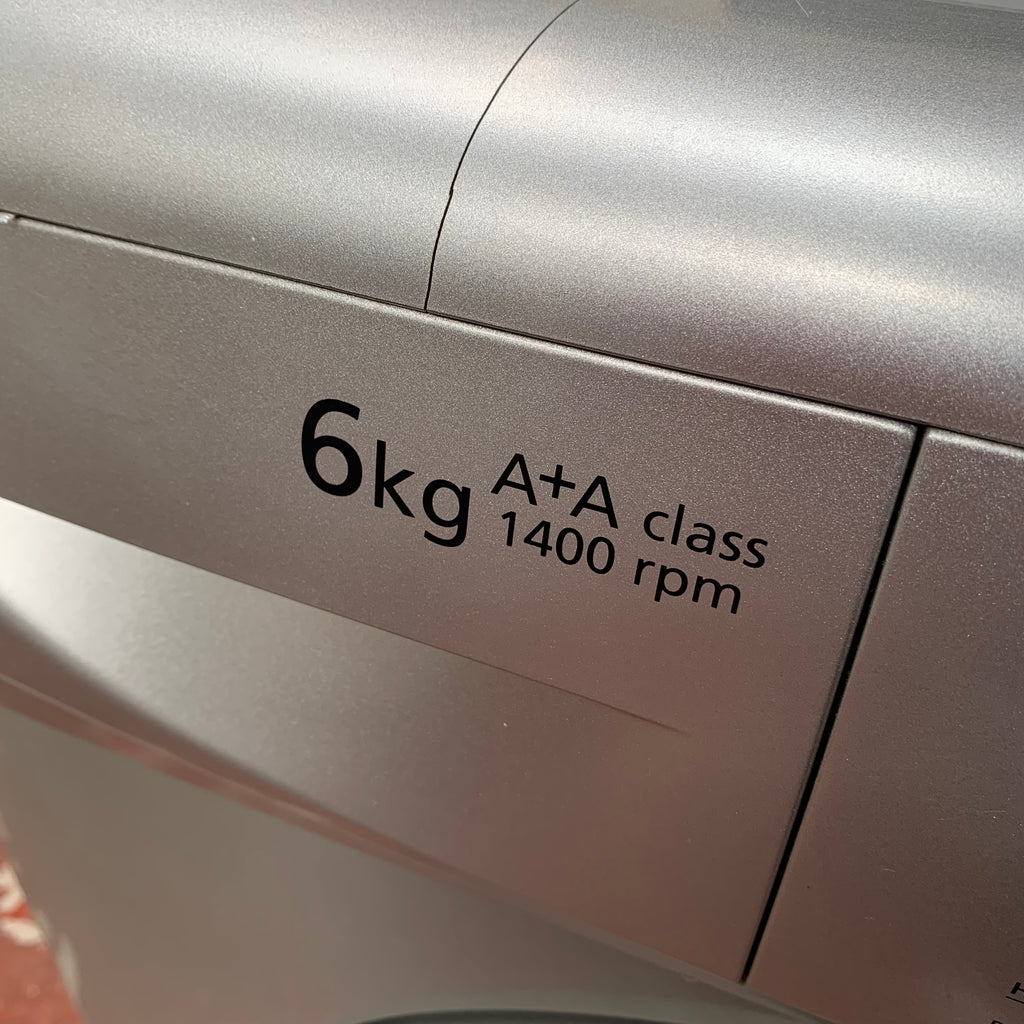 6kg A+A class
1400 rpm